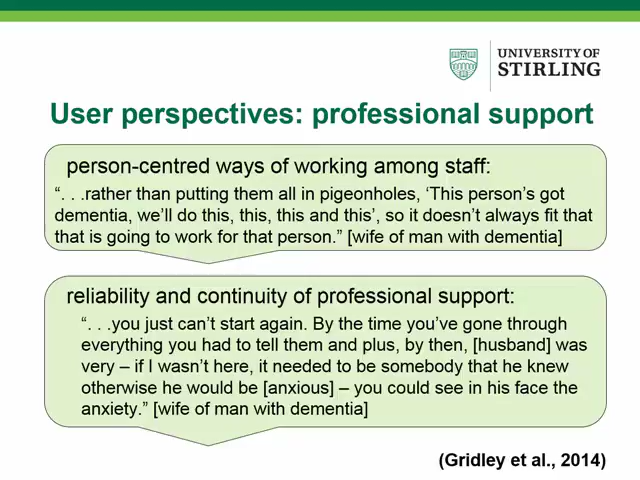 UNIVERSITY OF
STIRLING
User perspectives: professional support
person-centred ways of working among staff:
“. . .rather than putting them all in pigeonholes, ‘This person’s got
dementia, we’ll do this, this, this and this’, so it doesn’t always fit that
that is going to work for that person.” [wife of man with dementia]
reliability and continuity of professional support:
“. . .you just can’t start again. By the time you’ve gone through
everything you had to tell them and plus, by then, [husband] was
very – if I wasn’t here, it needed to be somebody that he knew
otherwise he would be [anxious] – you could see in his face the
anxiety.” [wife of man with dementia]
(Gridley et al., 2014)